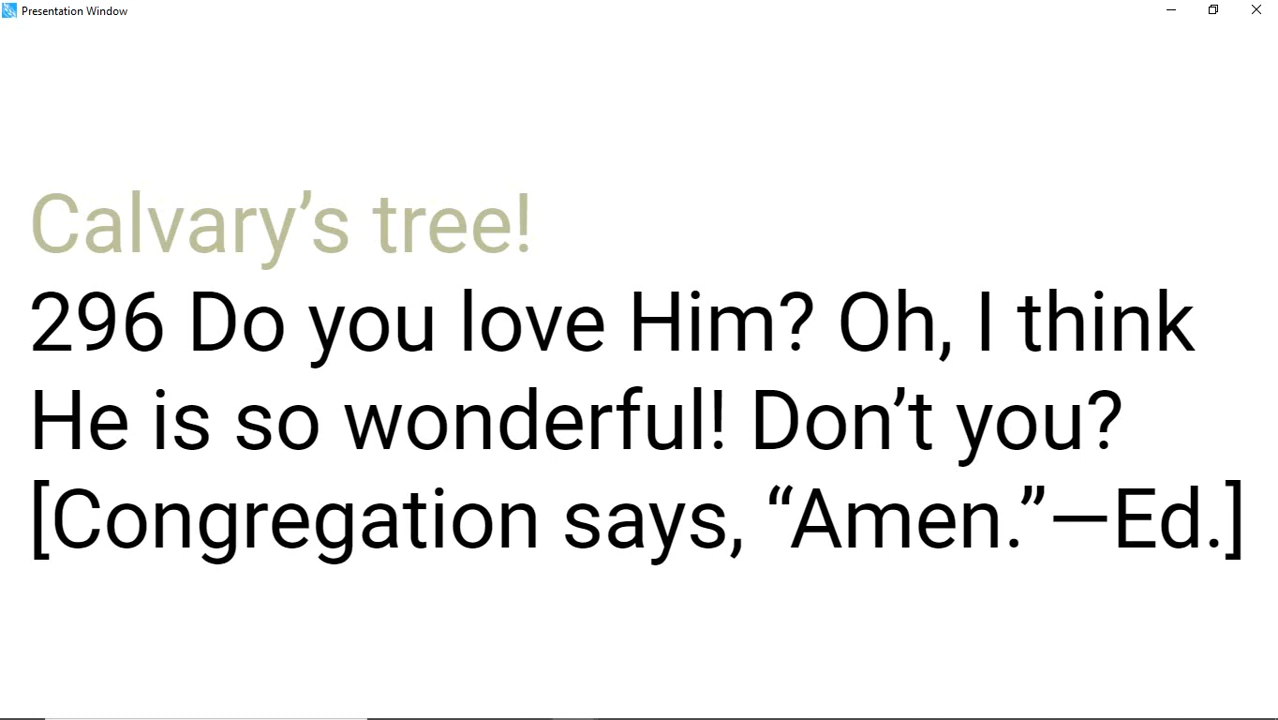 Presentation Window
Calvary’s tree!
296 Do you love Him? Oh, I think
He is so wonderful! Don’t you?
[Congregation says, “Amen.”—Ed.]